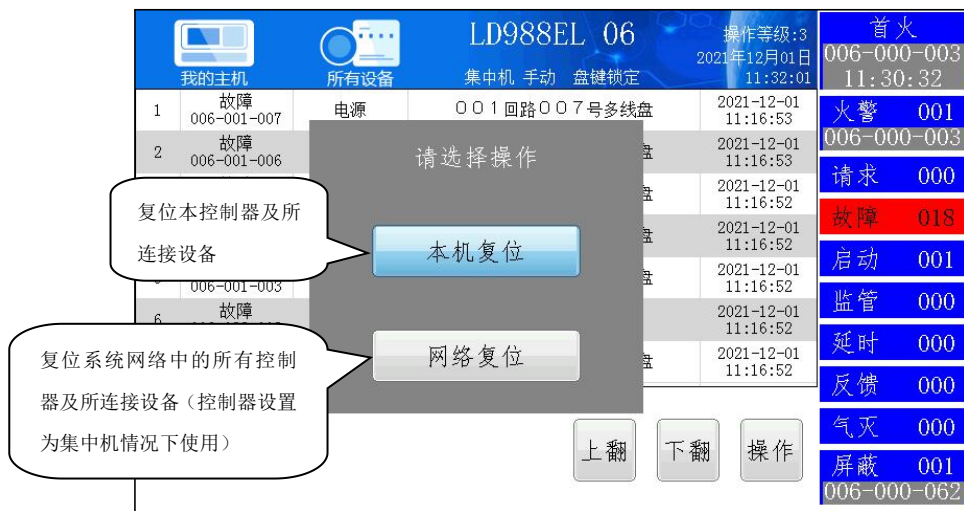 LD988EL 06
操作等级:3
2021年12月01日
11:32:01
我的主机
所有设备
集中机 手动 盘键锁定
首火
006-000-003
11:30:32
火警 001
006-000-003
请求 000
故障 018
启动 001
监管 000
延时 000
反馈 000
气灭 000
屏蔽 001
006-000-062
1 故障 电源 001回路007号多线盘 2021-12-01
006-001-007 11:16:53
2 故障 盘 2021-12-01
006-001-006 11:16:53
盘 2021-12-01
11:16:52
盘 2021-12-01
11:16:52
盘 2021-12-01
006-001-003 11:16:52
6 故障 2021-12-01
11:16:52
盘 2021-12-01
11:16:52
请选择操作
本机复位
网络复位
复位本控制器及所
连接设备
复位系统网络中的所有控制
器及所连接设备（控制器设置
为集中机情况下使用）
上翻 下翻 操作